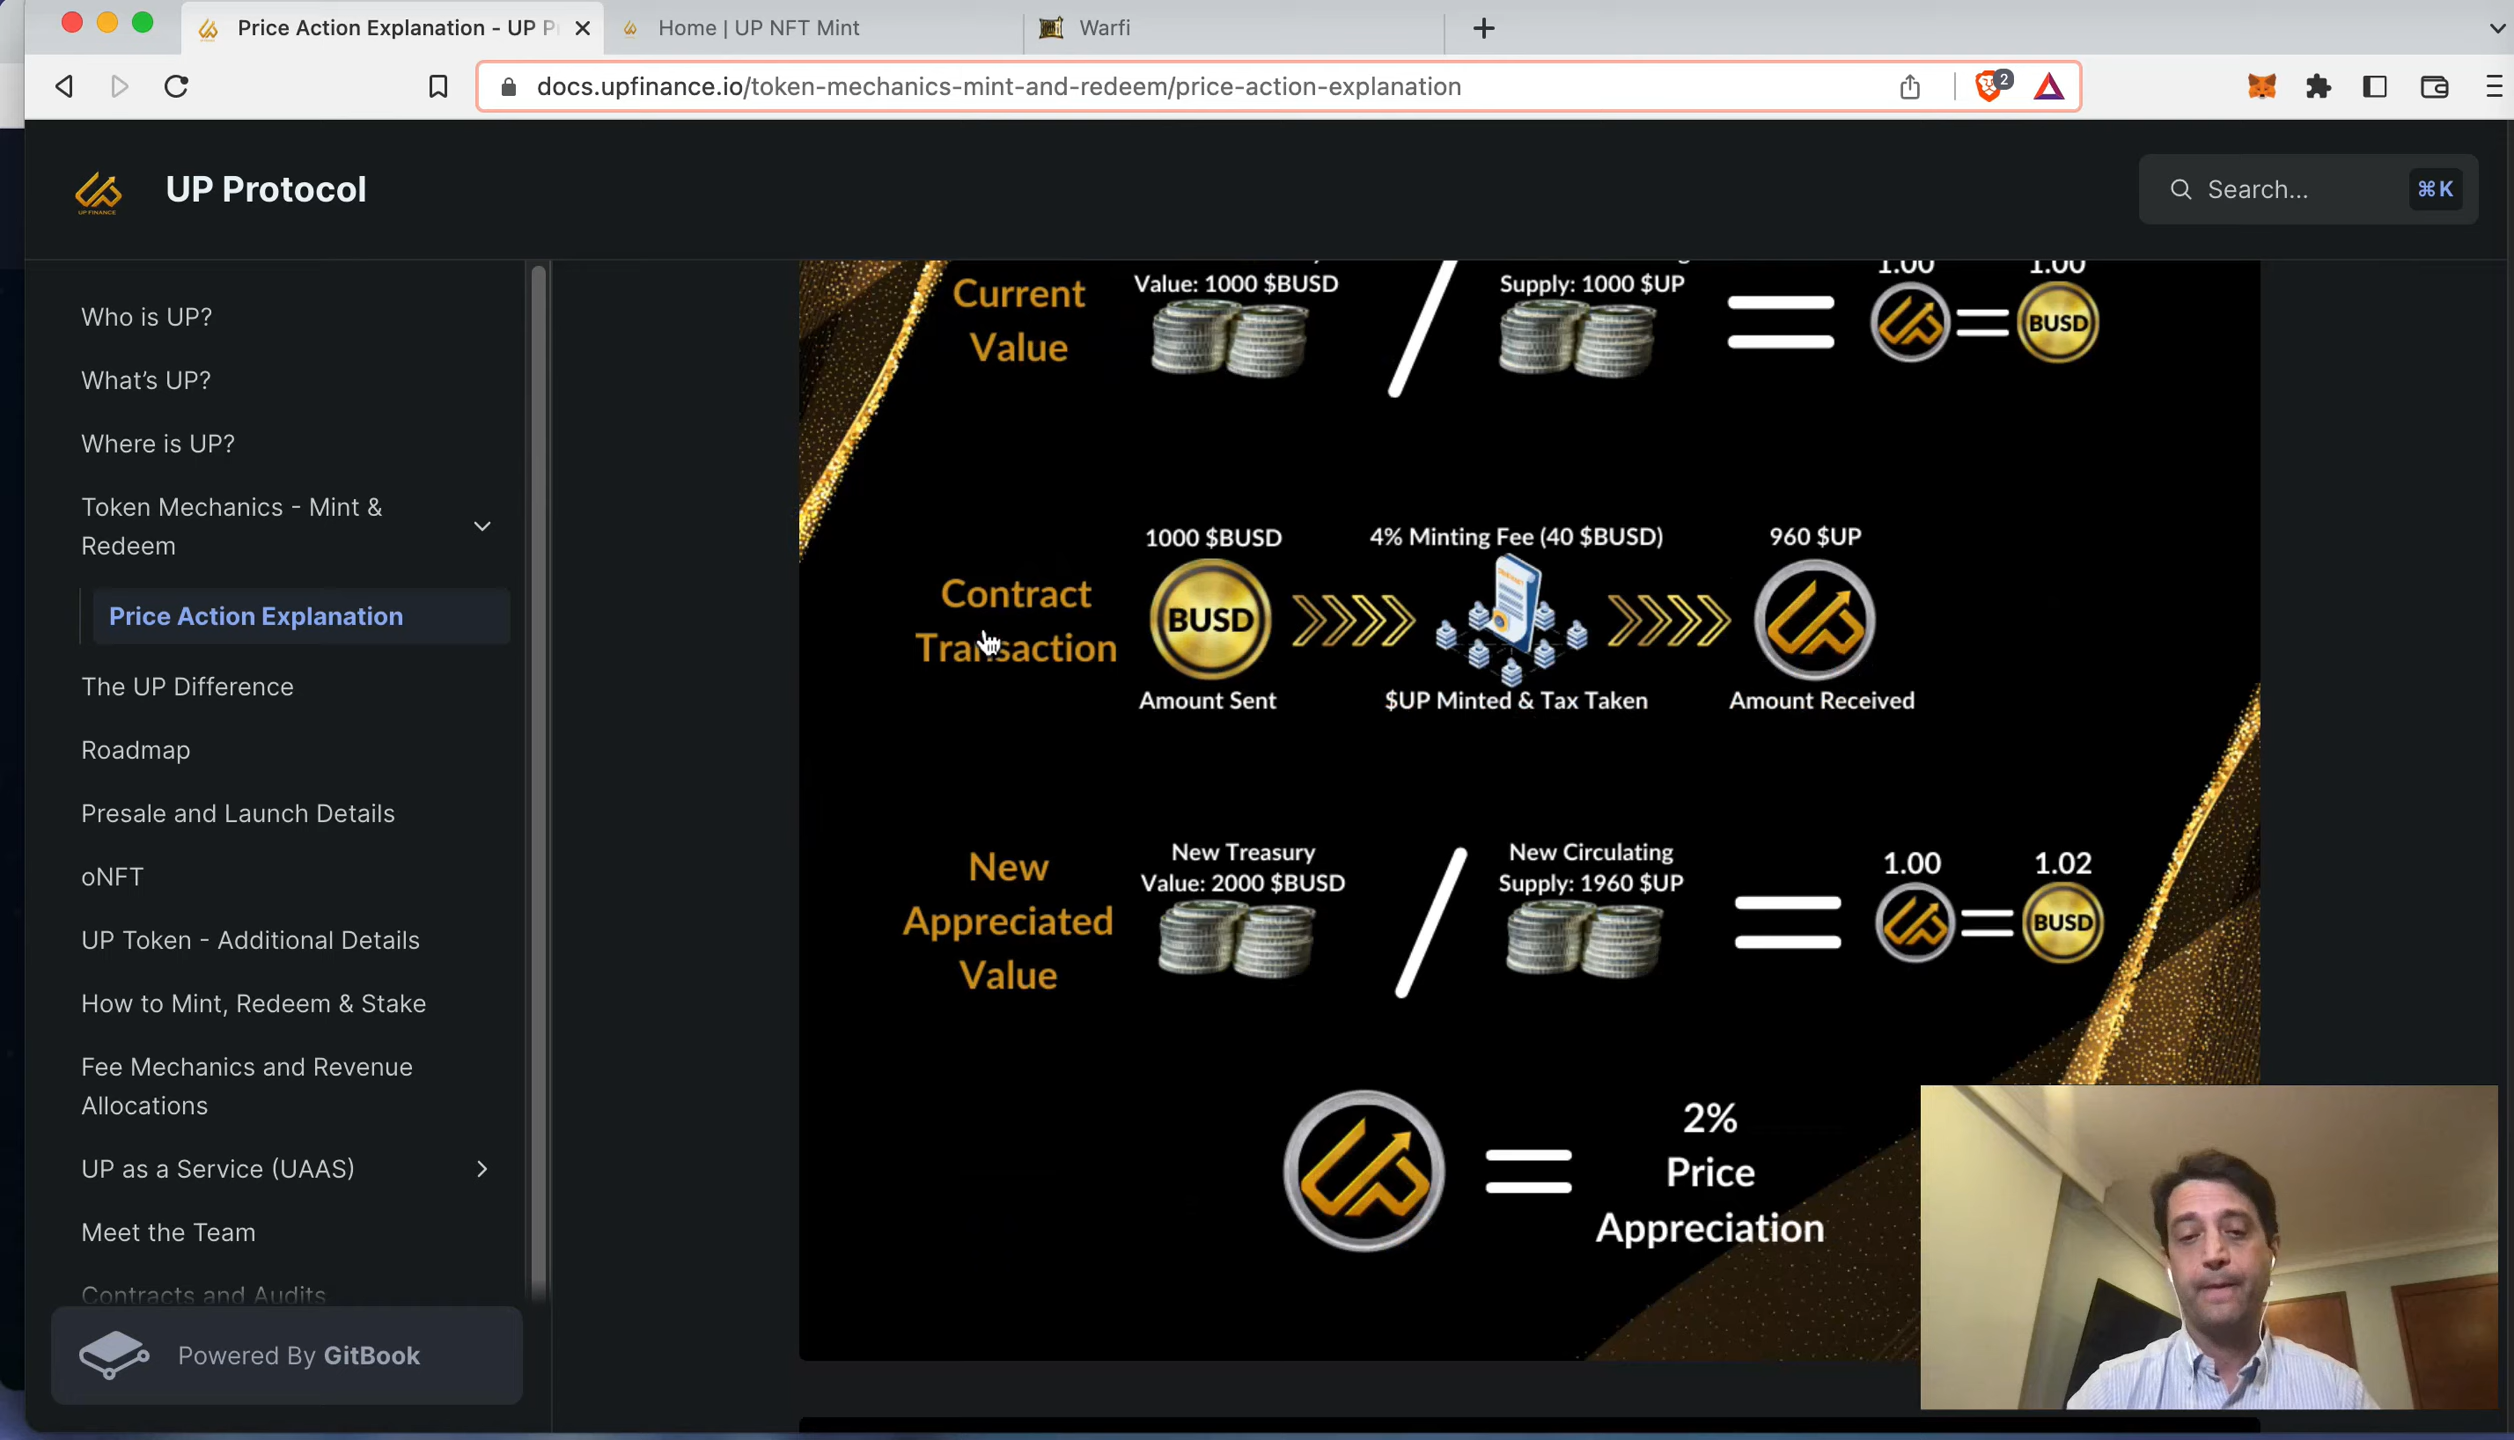 Price Action Explanation - UP P
Home | UP NFT Mint
Warfi
docs.upfinance.io/token-mechanics-mint-and-redeem/price-action-explanation
2
UP FINANCE
UP Protocol
Search...
⌘ K
Who is UP?
What's UP?
Where is UP?
Token Mechanics - Mint &
Redeem
Price Action Explanation
The UP Difference
Roadmap
Presale and Launch Details
oNFT
UP Token - Additional Details
How to Mint, Redeem & Stake
Fee Mechanics and Revenue
Allocations
UP as a Service (UAAS)
Meet the Team
Contracts and Audits
Powered By GitBook
Current
Value
Value: 1000 $BUSD
Supply: 1000 $UP
1.00
1.00
BUSD
Contract
Transaction
1000 $BUSD
BUSD
Amount Sent
4% Minting Fee (40 $BUSD)
$UP Minted & Tax Taken
960 $UP
Amount Received
New
Appreciated
Value
New Treasury
Value: 2000 $BUSD
New Circulating
Supply: 1960 $UP
1.00
1.02
BUSD
2%
Price
Appreciation